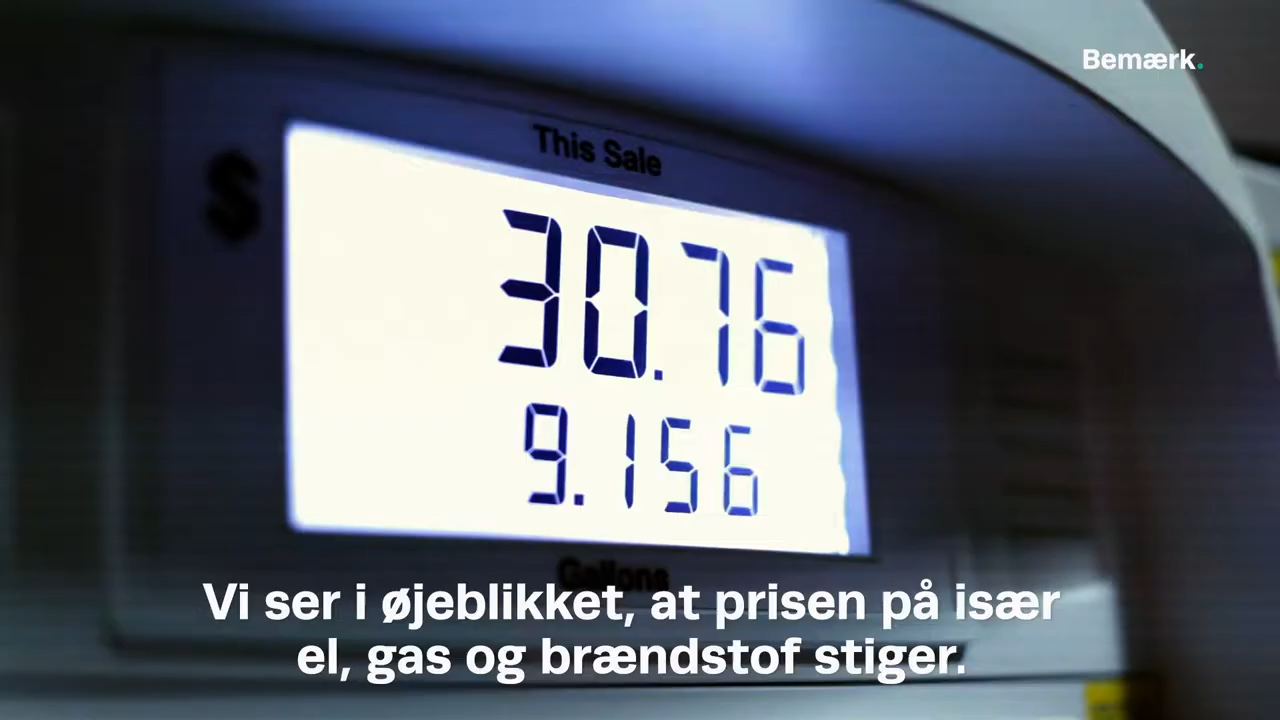 Bemærk.
This Sale
$
30.76
9.156
Gallons
Vi ser i øjeblikket, at prisen på især
el, gas og brændstof stiger.